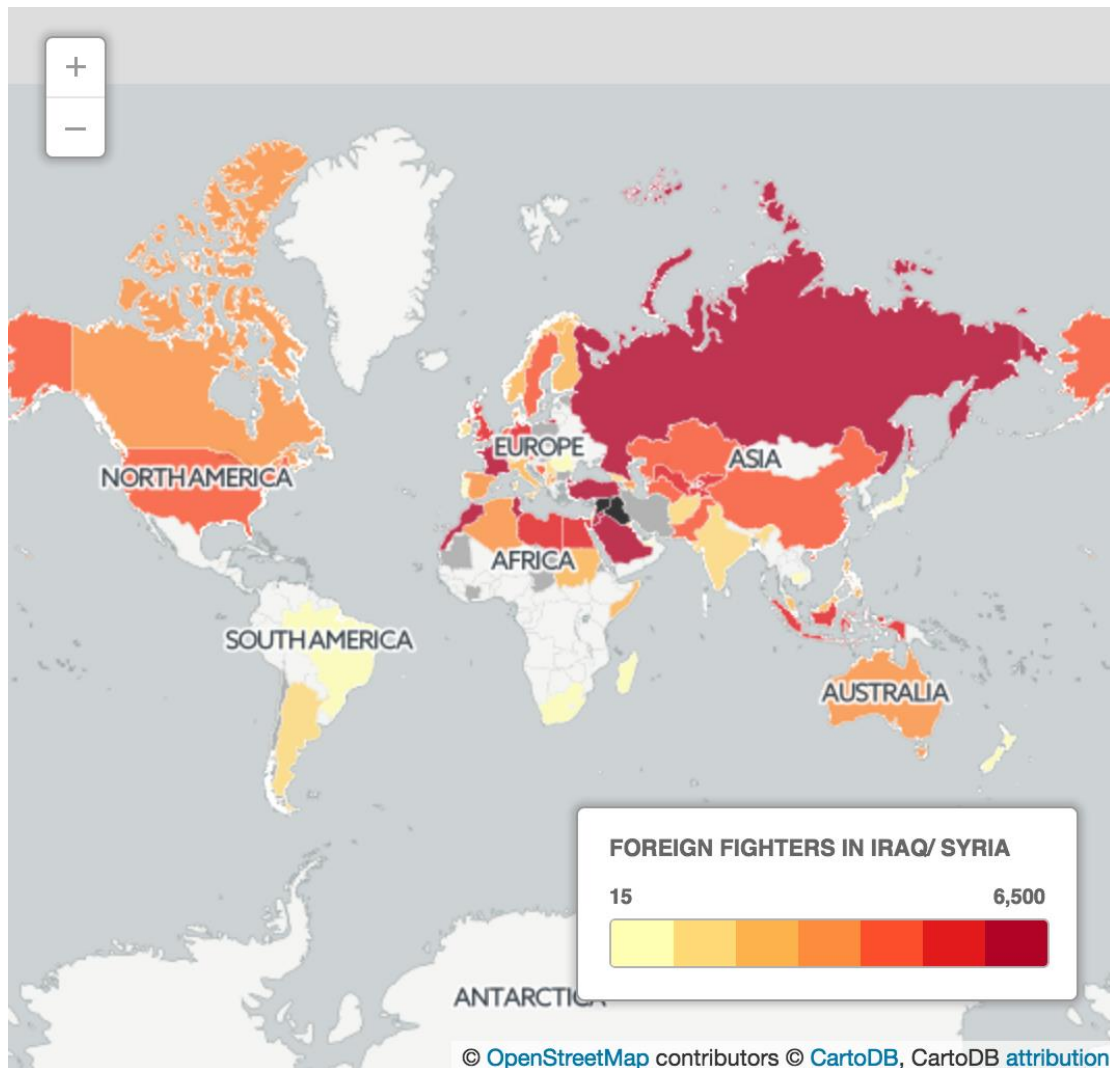 +
−
NORTH AMERICA
EUROPE
ASIA
AFRICA
SOUTH AMERICA
AUSTRALIA
FOREIGN FIGHTERS IN IRAQ/ SYRIA
15 6,500
ANTARCTICA
© OpenStreetMap contributors © CartoDB, CartoDB attribution